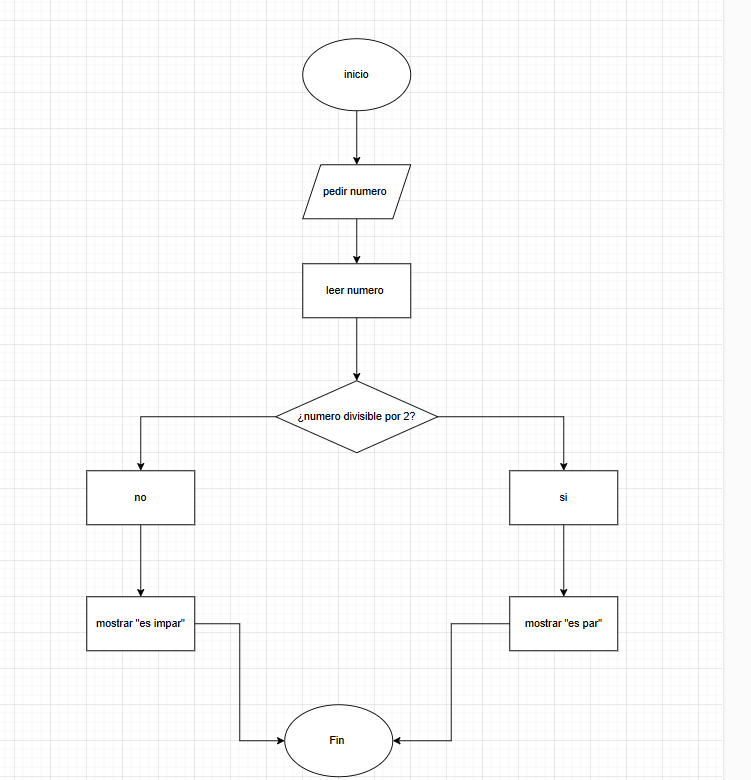 inicio
pedir numero
leer numero
¿numero divisible por 2?
no
si
mostrar "es impar"
mostrar "es par"
Fin